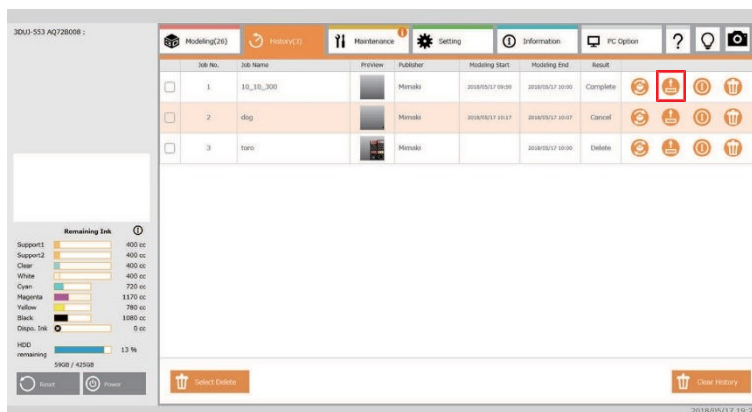 3DUJ-553 AQ72B008 :
Modeling(26)
History(3)
Maintenance
Setting
Information
PC Option
Job No. Job Name Preview Publisher Modeling Start Modeling End Result
1 10_10_300 Mimaki 2018/05/17 09:50 2018/05/17 10:00 Complete
2 dog Mimaki 2018/05/17 10:17 2018/05/17 10:07 Cancel
3 toro Mimaki 2018/05/17 10:00 Delete
Remaining Ink
Support1 400 cc
Support2 400 cc
Clear 400 cc
White 400 cc
Cyan 720 cc
Magenta 1170 cc
Yellow 780 cc
Black 1080 cc
Dispo. Ink 0 cc
HDD
remaining 13 %
59GB / 425GB
Reset
Power
Select Delete
Clear History